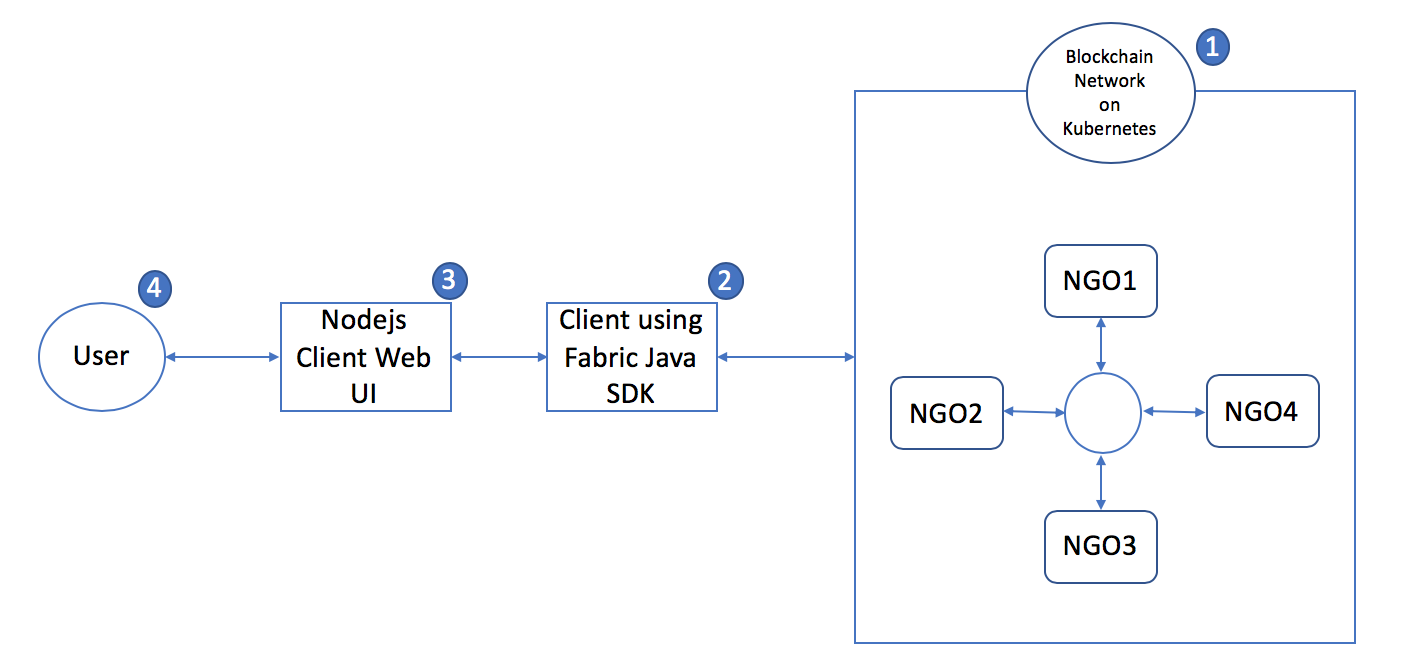 1
Blockchain
Network
on
Kubernetes
4
User
3
Nodejs
Client Web
UI
2
Client using
Fabric Java
SDK
NGO1
NGO2
NGO4
NGO3